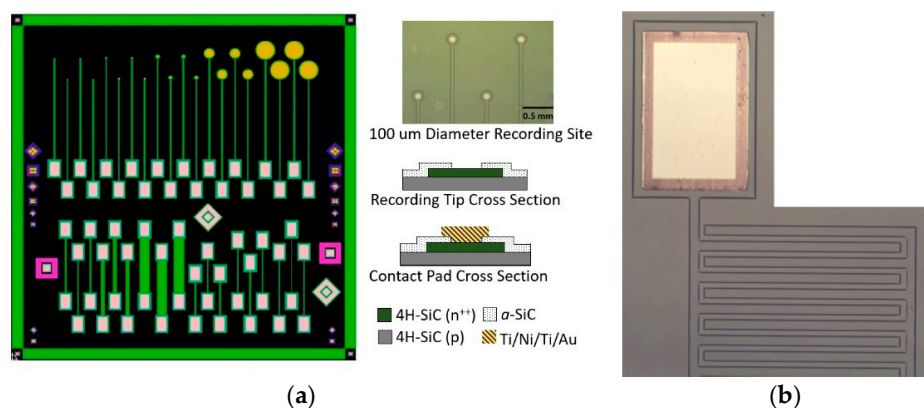 0.5 mm
100 um Diameter Recording Site
Recording Tip Cross Section
Contact Pad Cross Section
4H-SiC (n++) a-SiC
4H-SiC (p) Ti/Ni/Ti/Au
(a) (b)